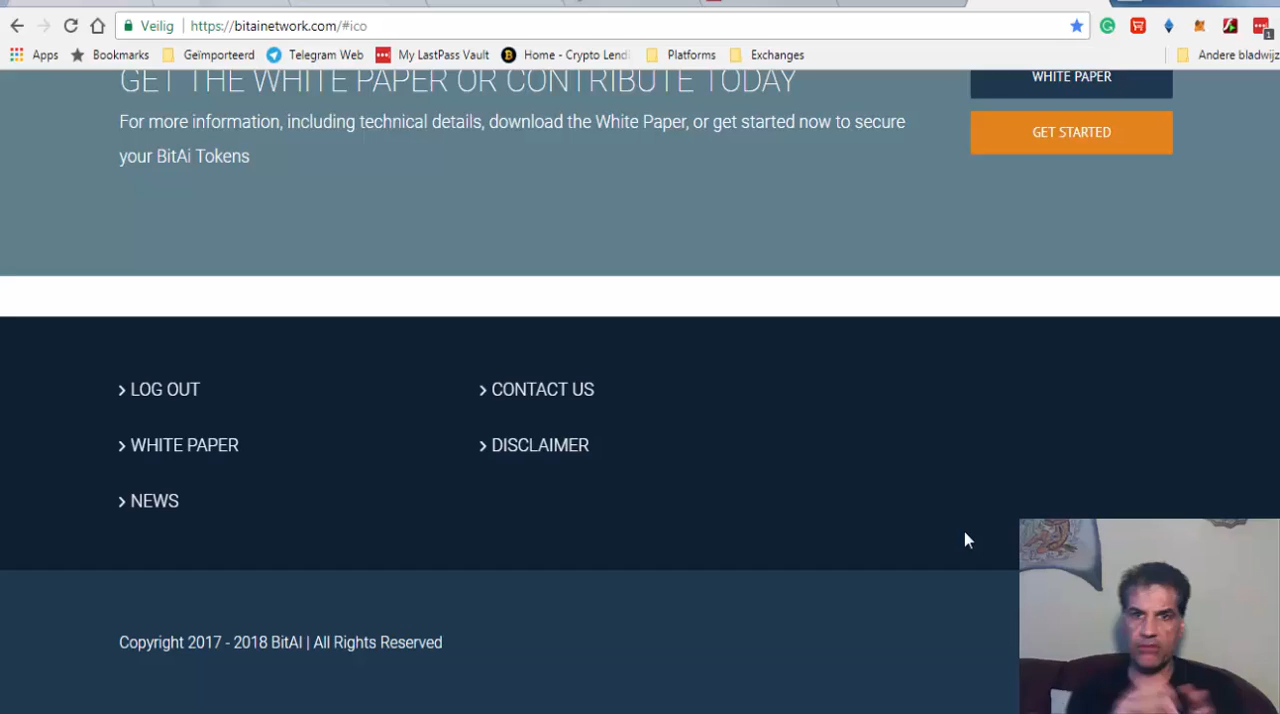 Veilig
https://bitainetwork.com/#ico
Apps Bookmarks Geïmporteerd Telegram Web My LastPass Vault Home - Crypto Lend Platforms Exchanges Andere bladwijz
1
GET THE WHITE PAPER OR CONTRIBUTE TODAY
WHITE PAPER
For more information, including technical details, download the White Paper, or get started now to secure
your BitAi Tokens
GET STARTED
LOG OUT
WHITE PAPER
NEWS
CONTACT US
DISCLAIMER
Copyright 2017 - 2018 BitAI | All Rights Reserved